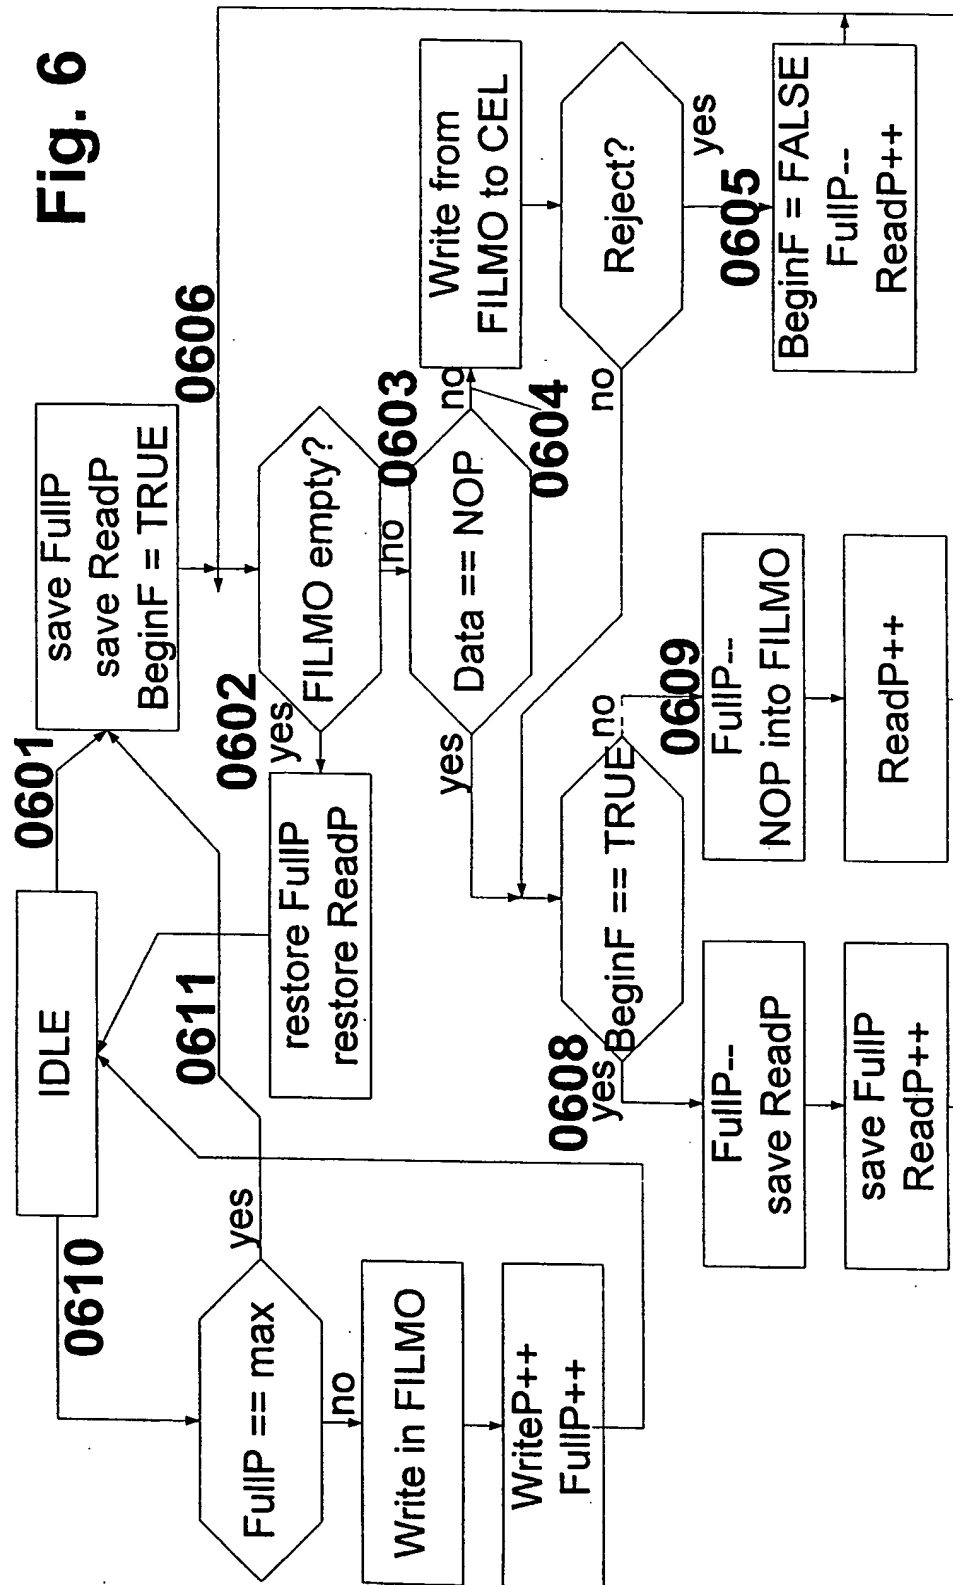 Fig. 6
IDLE
0610
0601
save FullP
save ReadP
BeginF = TRUE
0606
0611
FullP == max
yes
no
Write in FILMO
WriteP++
FullP++
0602
FILMO empty?
yes
no
restore FullP
restore ReadP
0603
Data == NOP
yes
no
0604
Write from
FILMO to CEL
Reject?
no
yes
0605
BeginF = FALSE
FullP--
ReadP++
0608
BeginF == TRUE
yes
no
FullP--
save ReadP
save FullP
ReadP++
0609
FullP--
NOP into FILMO
ReadP++